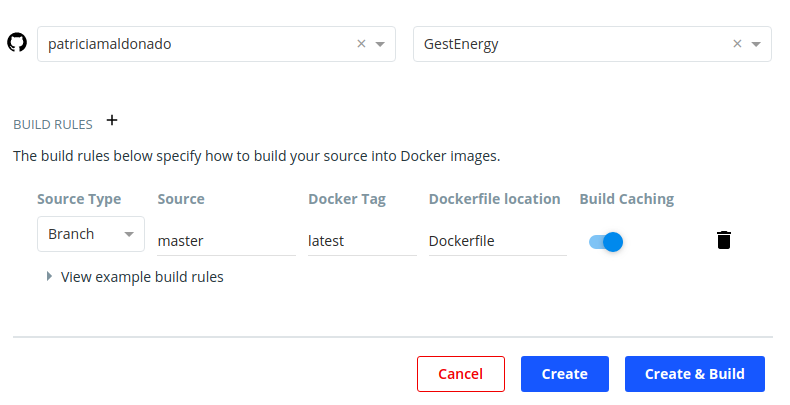 patriciamaldonado GestEnergy
BUILD RULES +
The build rules below specify how to build your source into Docker images.
Source Type Source Docker Tag Dockerfile location Build Caching
Branch master latest Dockerfile
View example build rules
Cancel Create Create & Build